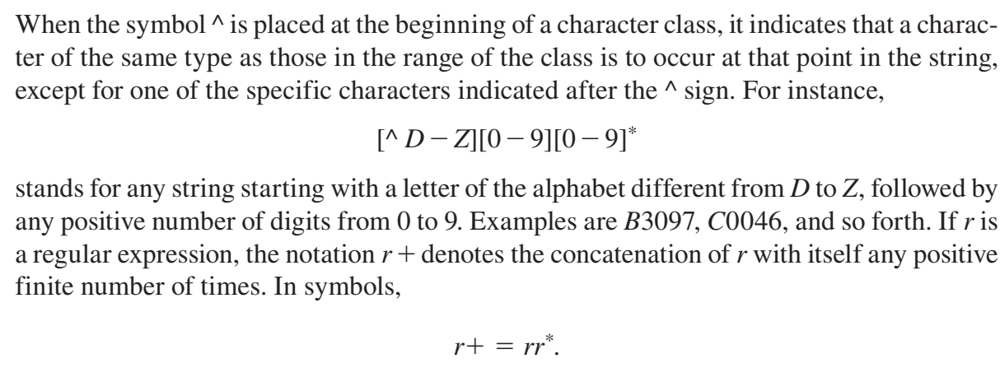 When the symbol ^ is placed at the beginning of a character class, it indicates that a charac-
ter of the same type as those in the range of the class is to occur at that point in the string,
except for one of the specific characters indicated after the ^ sign. For instance,
[^ D – Z][0 – 9][0 – 9]*
stands for any string starting with a letter of the alphabet different from D to Z, followed by
any positive number of digits from 0 to 9. Examples are B3097, C0046, and so forth. If r is
a regular expression, the notation r + denotes the concatenation of r with itself any positive
finite number of times. In symbols,
r+ = rr*.